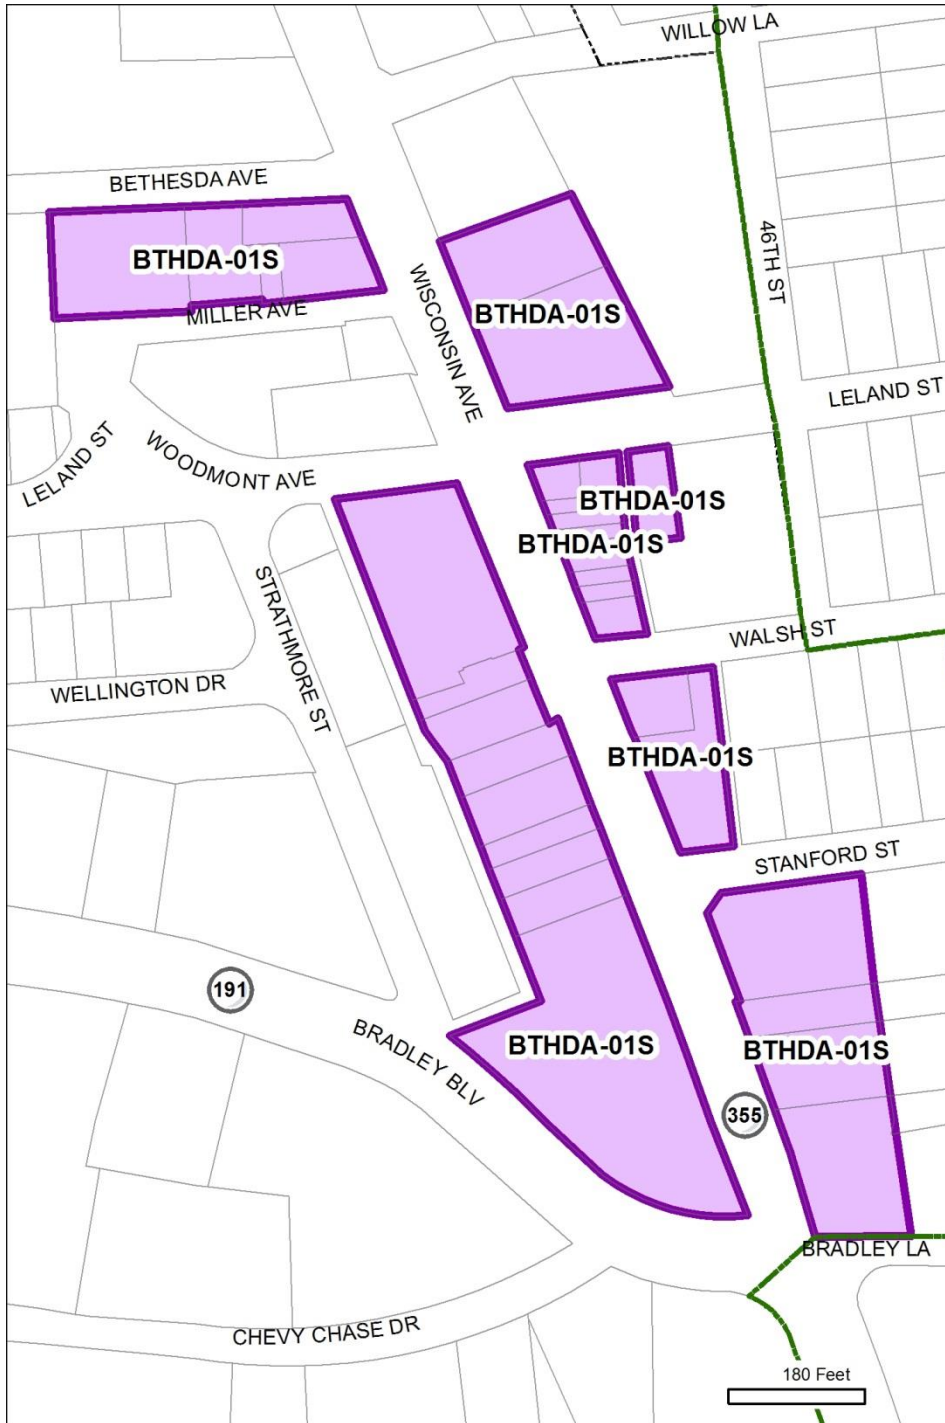 WILLOW LA
BETHESDA AVE
46TH ST
BTHDA-01S
WISCONSIN AVE
BTHDA-01S
MILLER AVE
LELAND ST
LELAND ST
WOODMONT AVE
BTHDA-01S
BTHDA-01S
STRATHMORE ST
WALSH ST
WELLINGTON DR
BTHDA-01S
STANFORD ST
191
BRADLEY BLV
BTHDA-01S
BTHDA-01S
355
BRADLEY LA
CHEVY CHASE DR
180 Feet